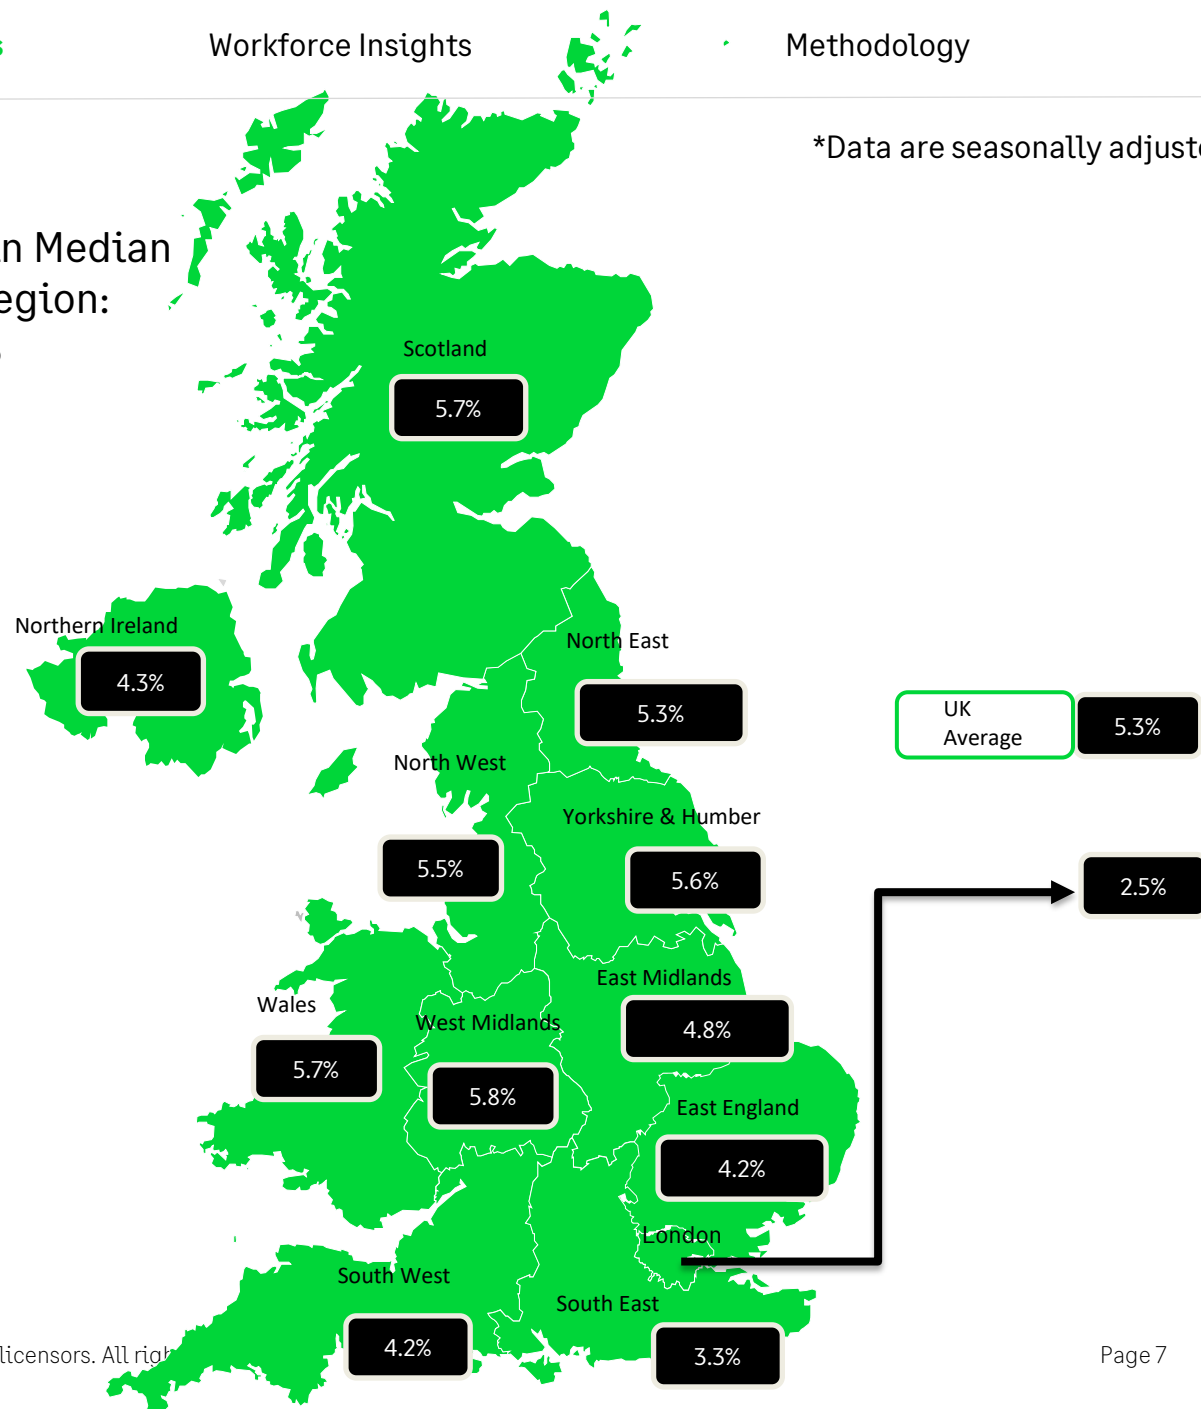 Workforce Insights
Methodology
*Data are seasonally
Median
Scotland
5.7%
Northern Ireland
4.3%
North East
5.3%
UK
Average
5.3%
North West
5.5%
Yorkshire & Humber
5.6%
2.5%
East Midlands
4.8%
Wales
5.7%
West Midlands
5.8%
East England
4.2%
London
South West
4.2%
South East
3.3%
licensors. All
Page 7